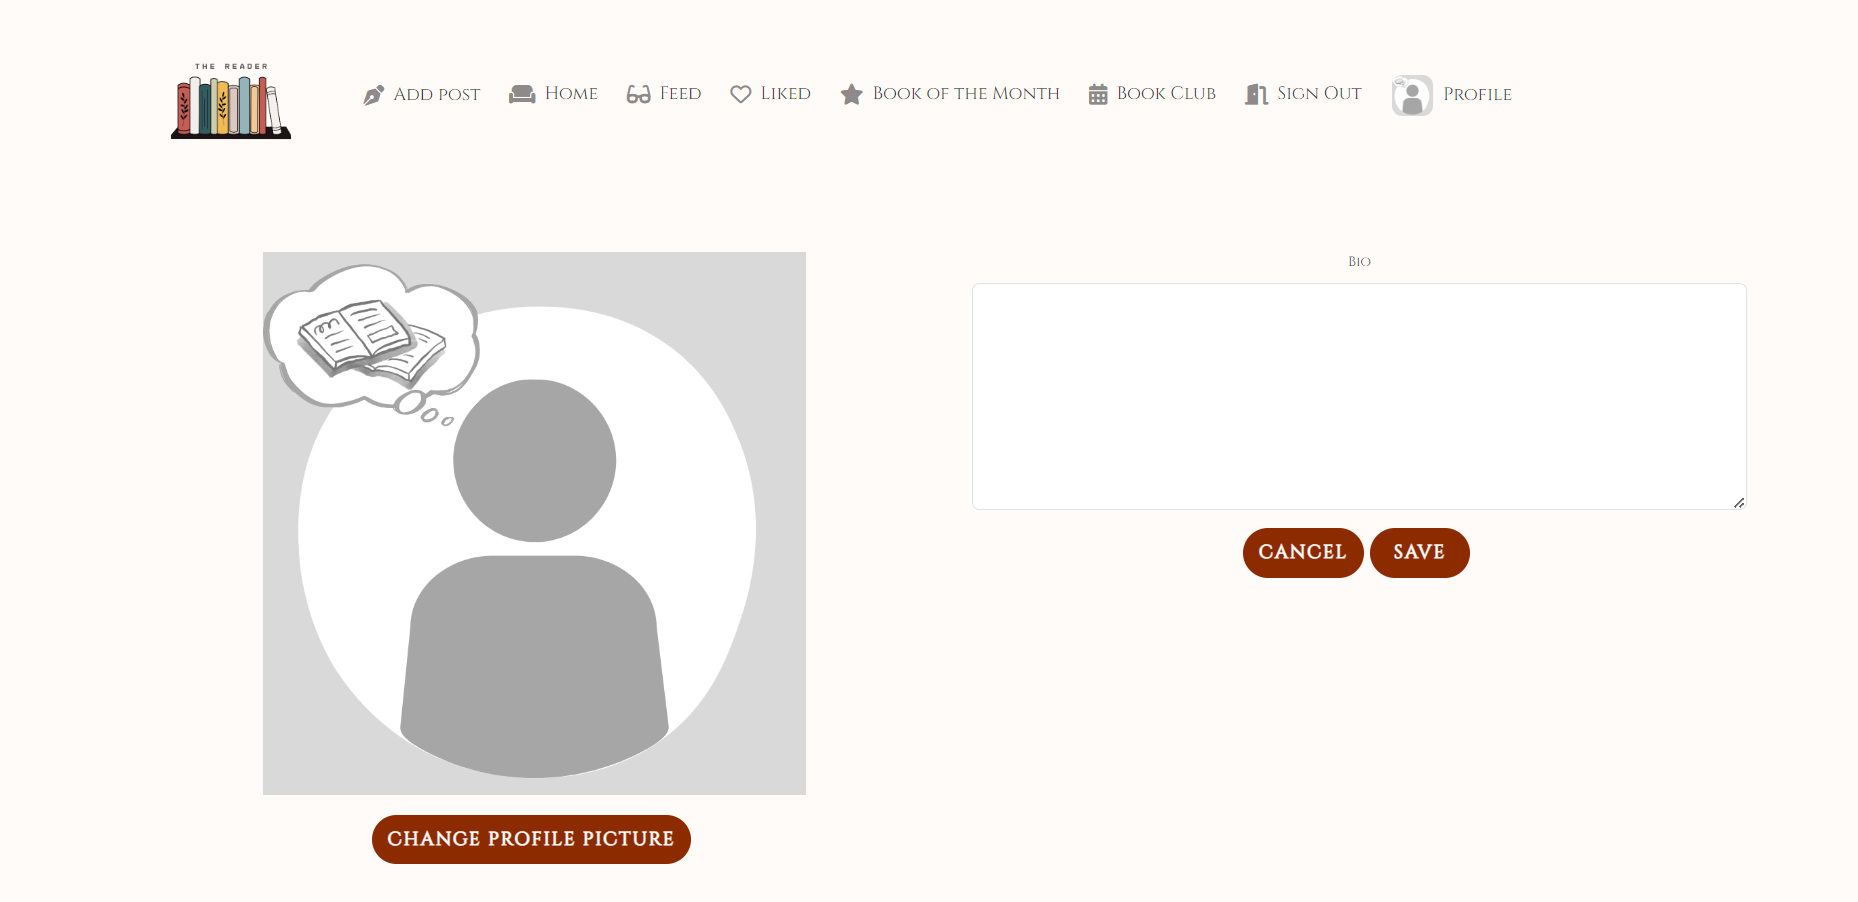 THE READER
Add post Home Feed Liked Book of the Month Book Club Sign Out Profile
Bio
CANCEL SAVE
CHANGE PROFILE PICTURE